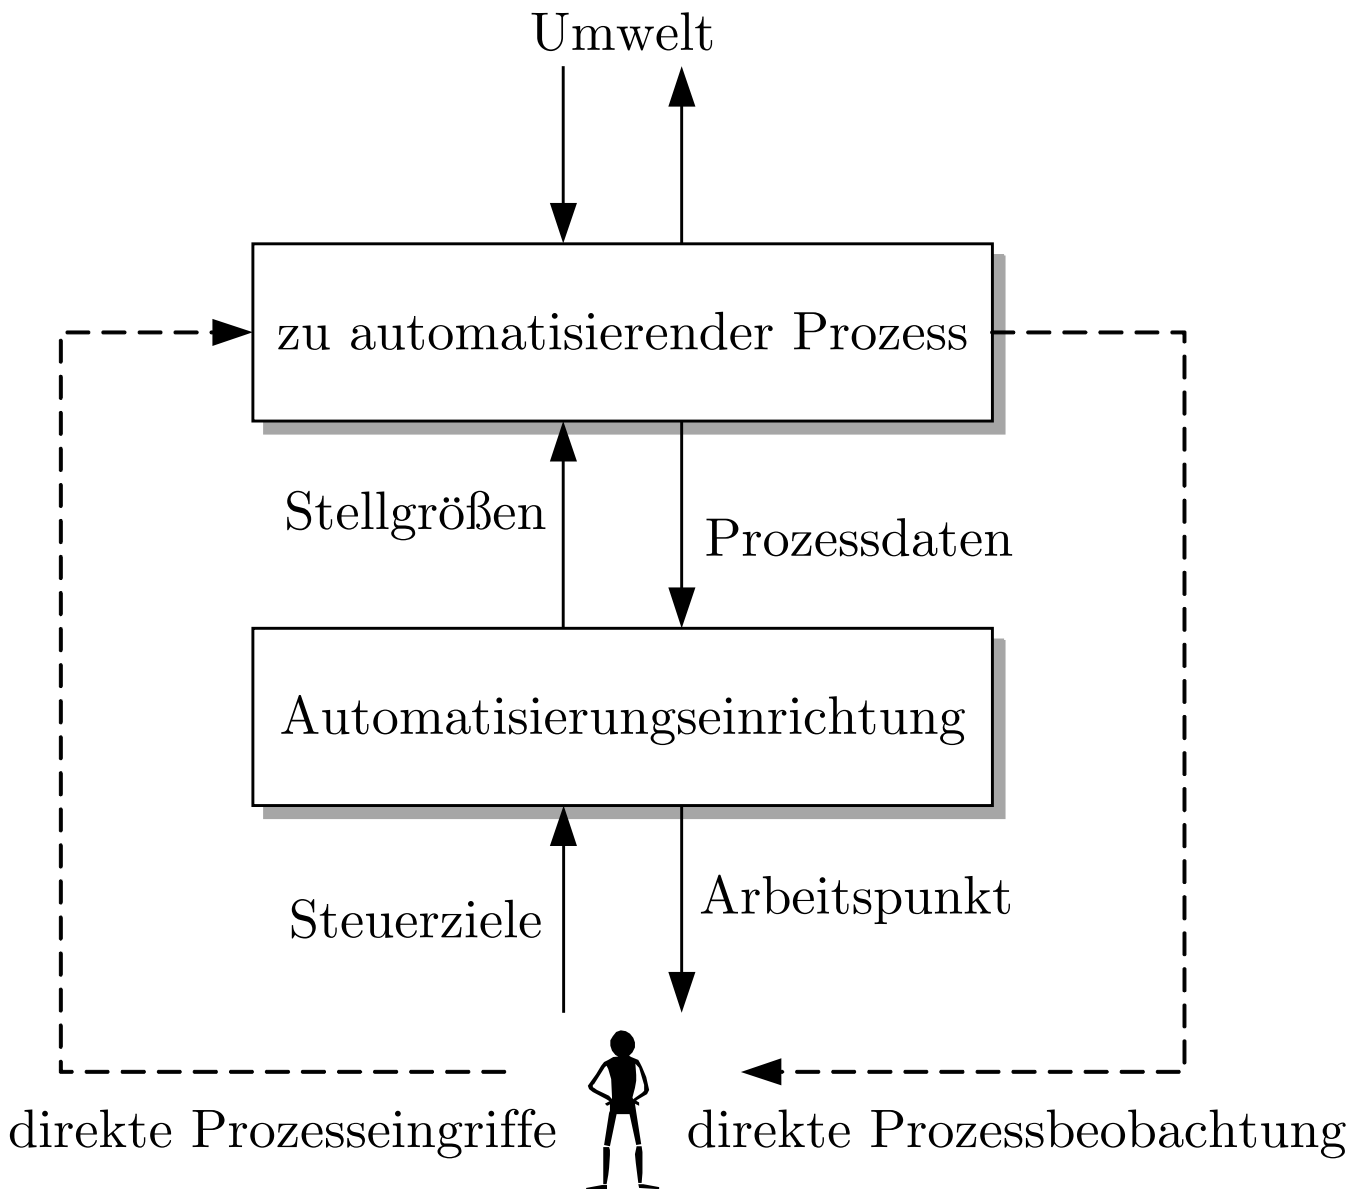 Umwelt
zu automatisierender Prozess
Stellgrößen
Prozessdaten
Automatisierungseinrichtung
Arbeitspunkt
Steuerziele
direkte Prozesseingriffe
direkte Prozessbeobachtung